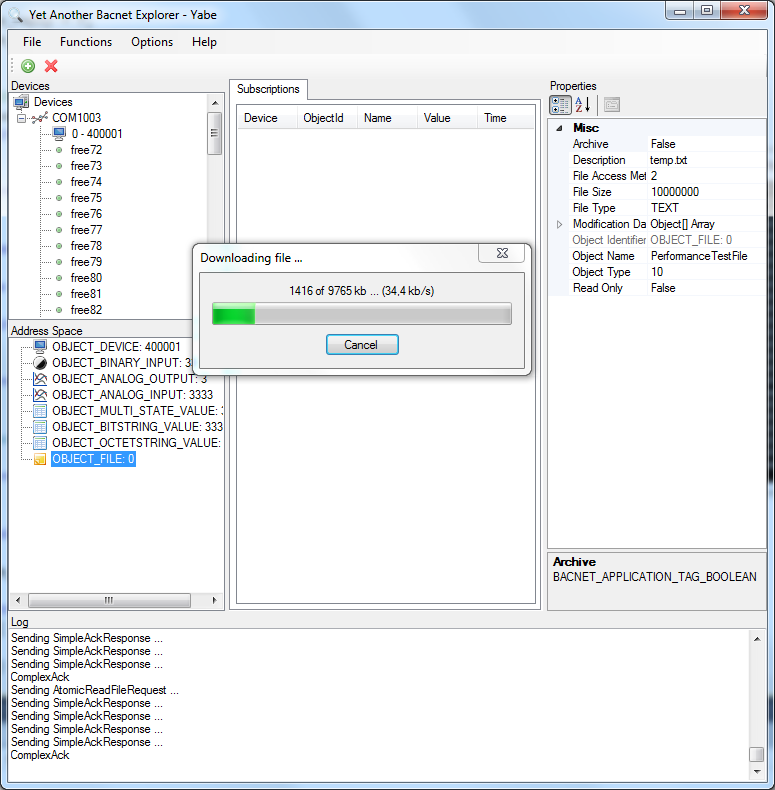 Yet Another Bacnet Explorer - Yabe
File Functions Options Help
Devices
Devices
COM1003
0 - 400001
free72
free73
free74
free75
free76
free77
free78
free79
free80
free81
free82
Address Space
OBJECT_DEVICE: 400001
OBJECT_BINARY_INPUT: 3
OBJECT_ANALOG_OUTPUT: 3
OBJECT_ANALOG_INPUT: 3333
OBJECT_MULTI_STATE_VALUE:
OBJECT_BITSTRING_VALUE: 333
OBJECT_OCTETSTRING_VALUE:
OBJECT_FILE: 0
Subscriptions
Device ObjectId Name Value Time
Downloading file ...
1416 of 9765 kb ... (34,4 kb/s)
Cancel
Properties
Misc
Archive False
Description temp.txt
File Access Met 2
File Size 10000000
File Type TEXT
Modification Da Object[] Array
Object Identifier OBJECT_FILE: 0
Object Name PerformanceTestFile
Object Type 10
Read Only False
Archive
BACNET_APPLICATION_TAG_BOOLEAN
Log
Sending SimpleAckResponse ...
Sending SimpleAckResponse ...
Sending SimpleAckResponse ...
ComplexAck
Sending AtomicReadFileRequest ...
Sending SimpleAckResponse ...
Sending SimpleAckResponse ...
Sending SimpleAckResponse ...
Sending SimpleAckResponse ...
ComplexAck